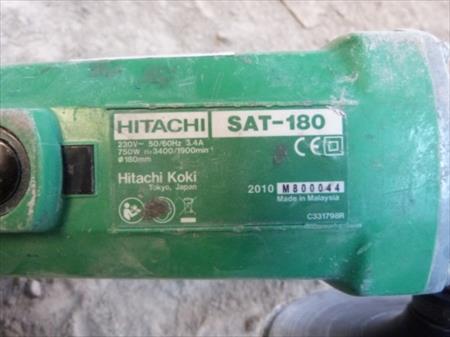 HITACHI SAT-180
230V~ 50/60Hz 3.4A
750W n=3400/1900min⁻¹
ø180mm
CE
Hitachi Koki
Tokyo, Japan
2010 M800044
Made in Malaysia
C331798R